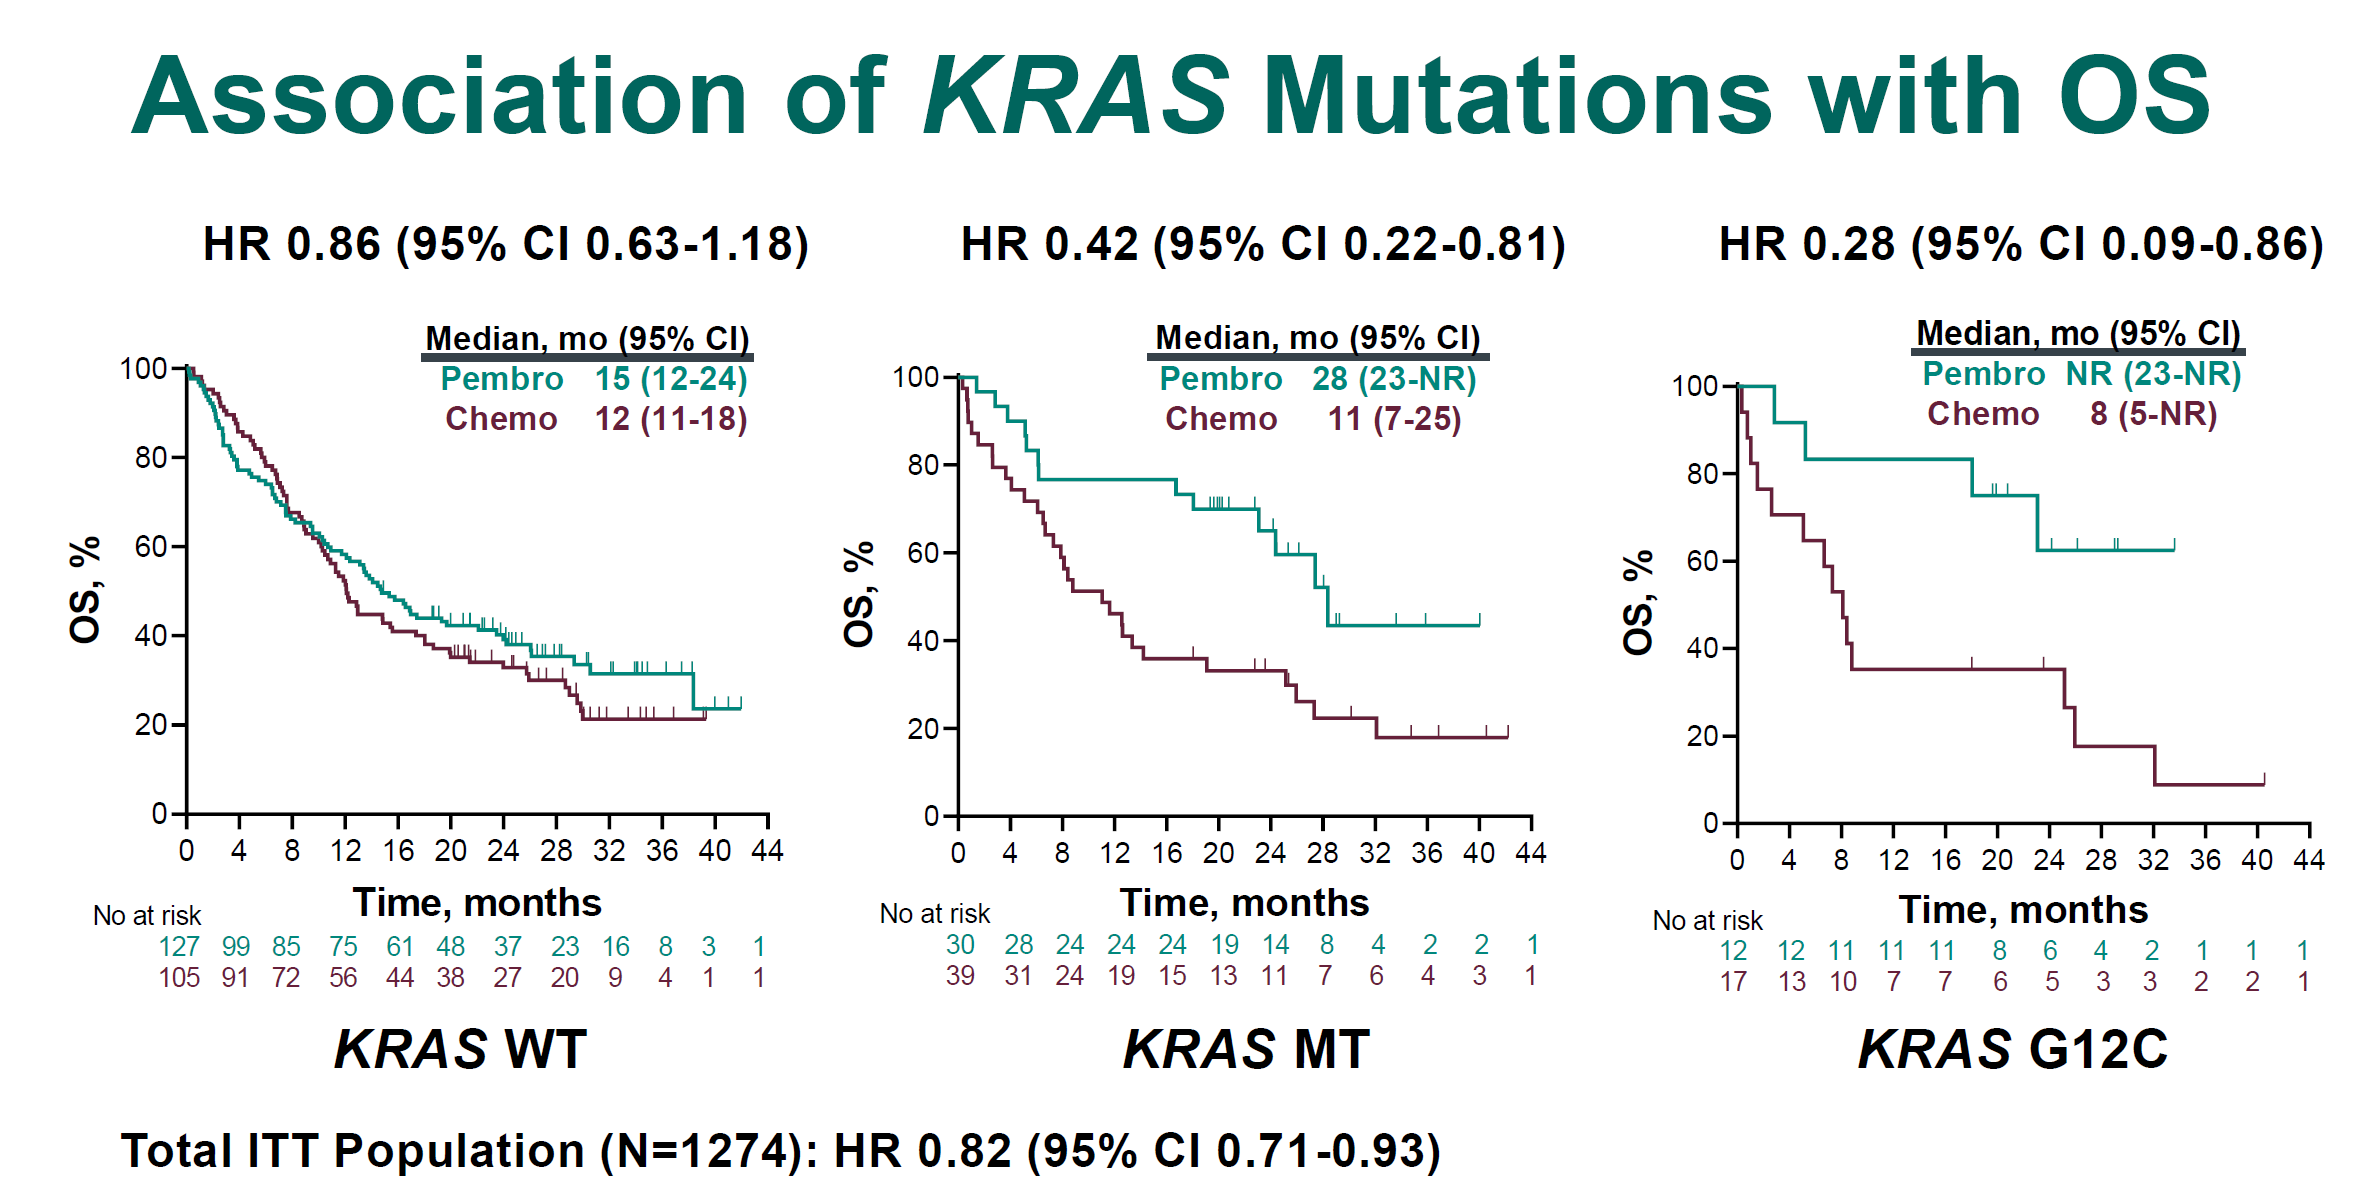 Association of KRAS Mutations with OS
HR 0.86 (95% CI 0.63-1.18)
Median, mo (95% CI)
Pembro 15 (12-24)
Chemo 12 (11-18)
OS, %
100
80
60
40
20
0
0 4 8 12 16 20 24 28 32 36 40 44
Time, months
No at risk
127 99 85 75 61 48 37 23 16 8 3 1
105 91 72 56 44 38 27 20 9 4 1 1
KRAS WT
HR 0.42 (95% CI 0.22-0.81)
Median, mo (95% CI)
Pembro 28 (23-NR)
Chemo 11 (7-25)
OS, %
100
80
60
40
20
0
0 4 8 12 16 20 24 28 32 36 40 44
Time, months
No at risk
30 28 24 24 24 19 14 8 4 2 2 1
39 31 24 19 15 13 11 7 6 4 3 1
KRAS MT
HR 0.28 (95% CI 0.09-0.86)
Median, mo (95% CI)
Pembro NR (23-NR)
Chemo 8 (5-NR)
OS, %
100
80
60
40
20
0
0 4 8 12 16 20 24 28 32 36 40 44
Time, months
No at risk
12 12 11 11 11 8 6 4 2 1 1 1
17 13 10 7 7 6 5 3 3 2 2 1
KRAS G12C
Total ITT Population (N=1274): HR 0.82 (95% CI 0.71-0.93)